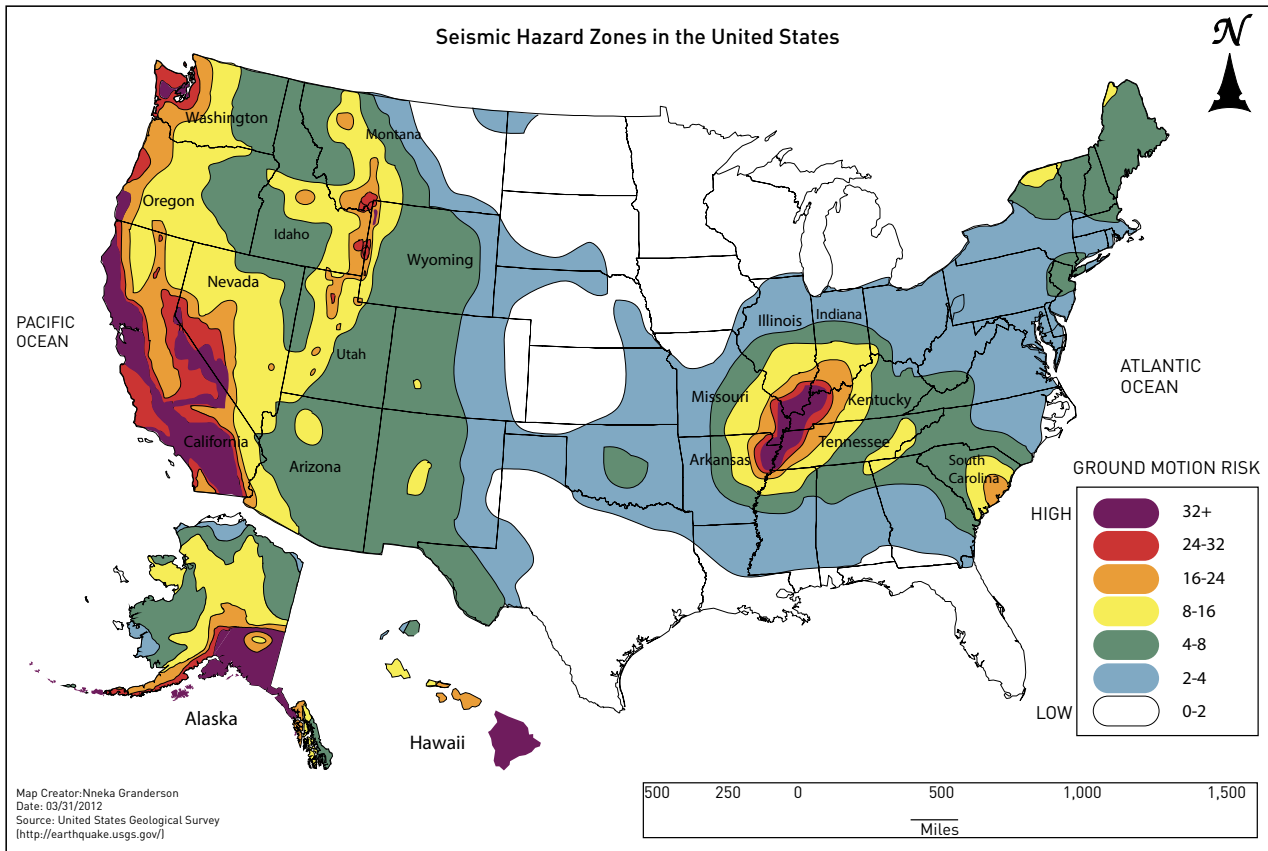 Seismic Hazard Zones in the United States
N
Washington
Montana
Oregon
Idaho
Wyoming
Nevada
PACIFIC
OCEAN
Utah
Illinois
Indiana
ATLANTIC
OCEAN
Missouri
Kentucky
California
Arizona
Arkansas
Tennessee
South
Carolina
GROUND MOTION RISK
HIGH
32+
24-32
16-24
8-16
4-8
2-4
LOW
0-2
Alaska
Hawaii
Map Creator:Nneka Granderson
Date: 03/31/2012
Source: United States Geological Survey
(http://earthquake.usgs.gov/)
500 250 0 500 1,000 1,500
Miles